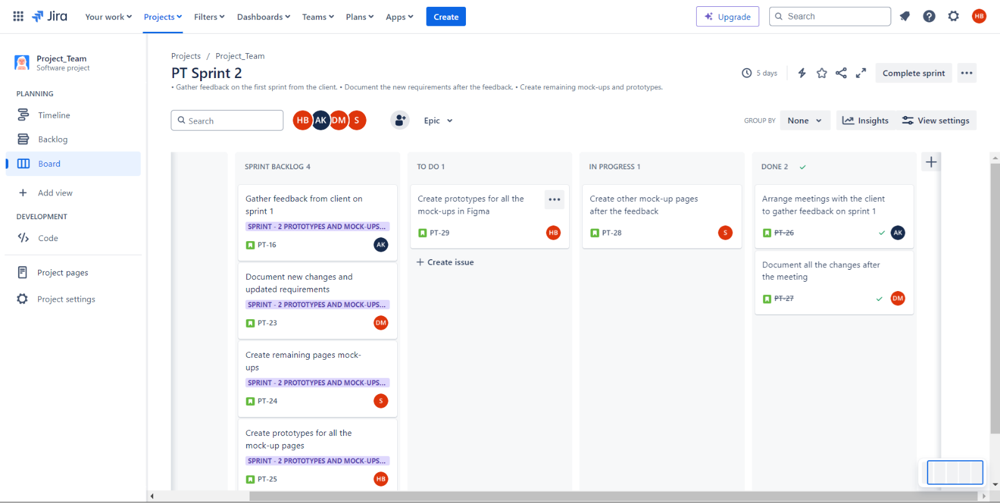 Jira
Your work
Projects
Filters
Dashboards
Teams
Plans
Apps
Create
Upgrade
Search
HB
Project_Team
Software project
PLANNING
Timeline
Backlog
Board
Add view
DEVELOPMENT
Code
Project pages
Project settings
Projects / Project_Team
PT Sprint 2
• Gather feedback on the first sprint from the client. • Document the new requirements after the feedback. • Create remaining mock-ups and prototypes.
5 days
Complete sprint
Search
HB AK DM S
Epic
GROUP BY
None
Insights
View settings
SPRINT BACKLOG 4
Gather feedback from client on
sprint 1
SPRINT - 2 PROTOTYPES AND MOCK-UPS...
PT-16
AK
Document new changes and
updated requirements
SPRINT - 2 PROTOTYPES AND MOCK-UPS...
PT-23
DM
Create remaining pages mock-
ups
SPRINT - 2 PROTOTYPES AND MOCK-UPS...
PT-24
S
Create prototypes for all the
mock-up pages
SPRINT - 2 PROTOTYPES AND MOCK-UPS...
PT-25
HB
TO DO 1
Create prototypes for all the
mock-ups in Figma
PT-29
HB
Create issue
IN PROGRESS 1
Create other mock-up pages
after the feedback
PT-28
S
DONE 2
Arrange meetings with the client
to gather feedback on sprint 1
PT-26
AK
Document all the changes after
the meeting
PT-27
DM